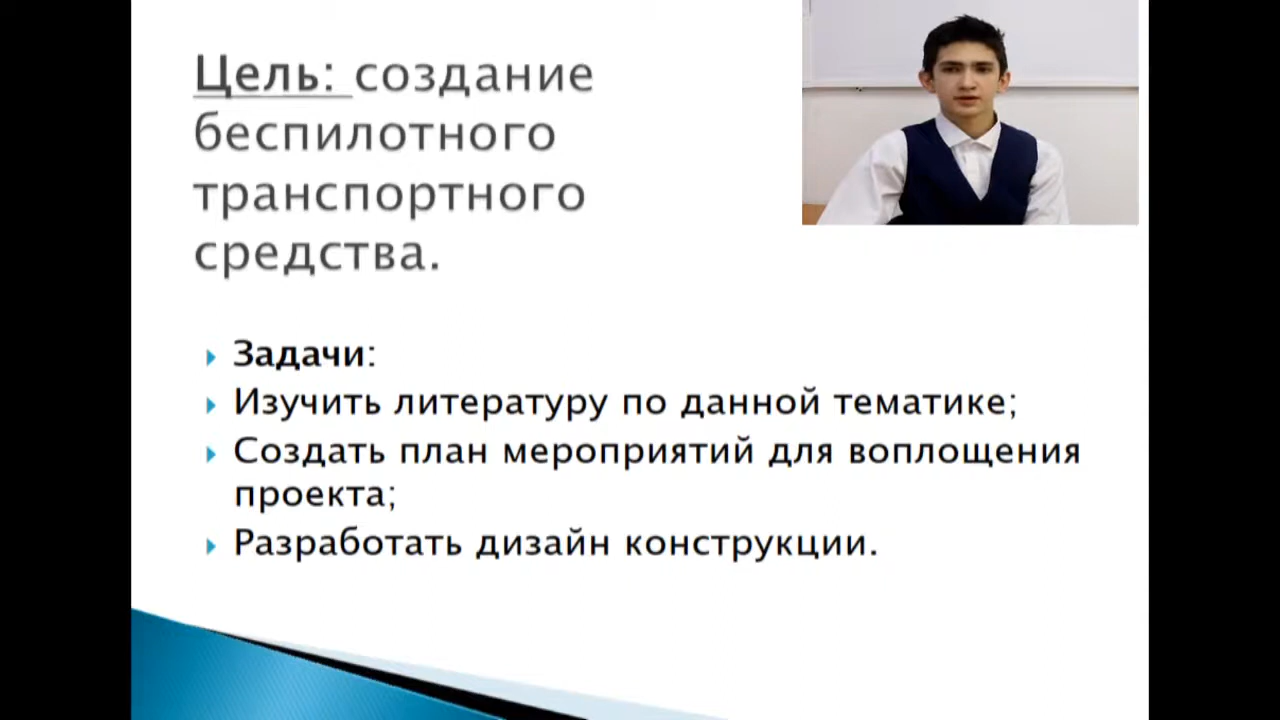 Цель: создание
беспилотного
транспортного
средства.
Задачи:
Изучить литературу по данной тематике;
Создать план мероприятий для воплощения
проекта;
Разработать дизайн конструкции.